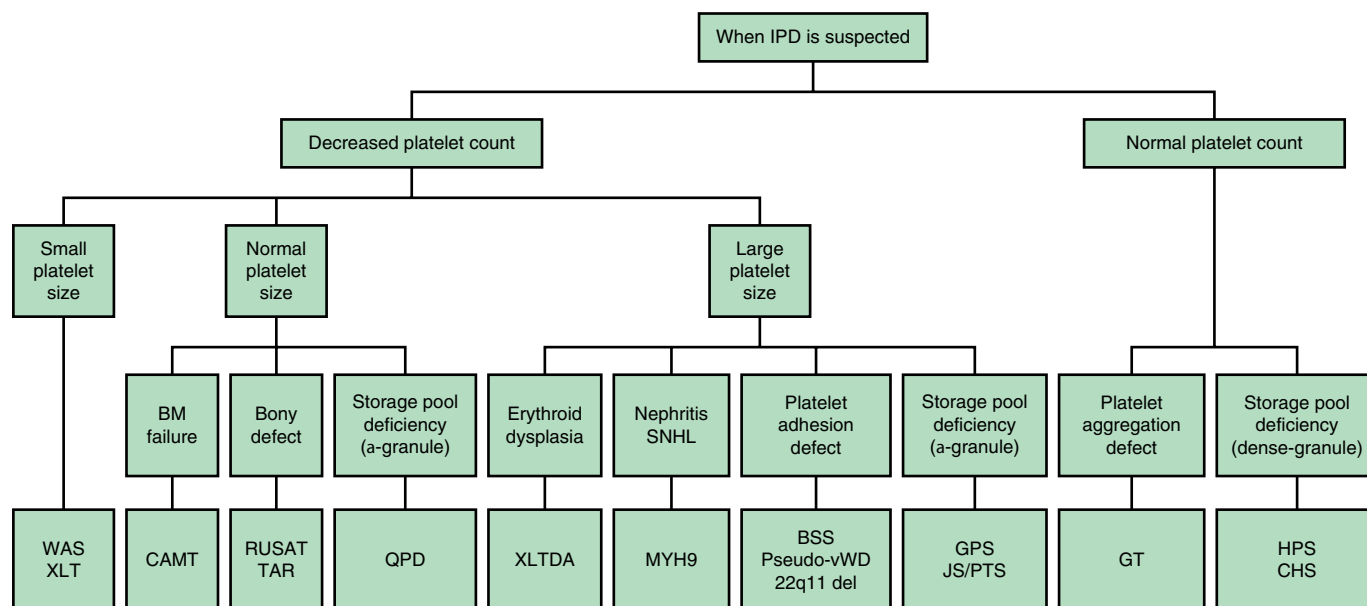 When IPD is suspected
Decreased platelet count
Normal platelet count
Small
platelet
size
Normal
platelet
size
Large
platelet
size
BM
failure
Bony
defect
Storage pool
deficiency
(a-granule)
Erythroid
dysplasia
Nephritis
SNHL
Platelet
adhesion
defect
Storage pool
deficiency
(a-granule)
Platelet
aggregation
defect
Storage pool
deficiency
(dense-granule)
WAS
XLT
CAMT
RUSAT
TAR
QPD
XLTDA
MYH9
BSS
Pseudo-vWD
22q11 del
GPS
JS/PTS
GT
HPS
CHS